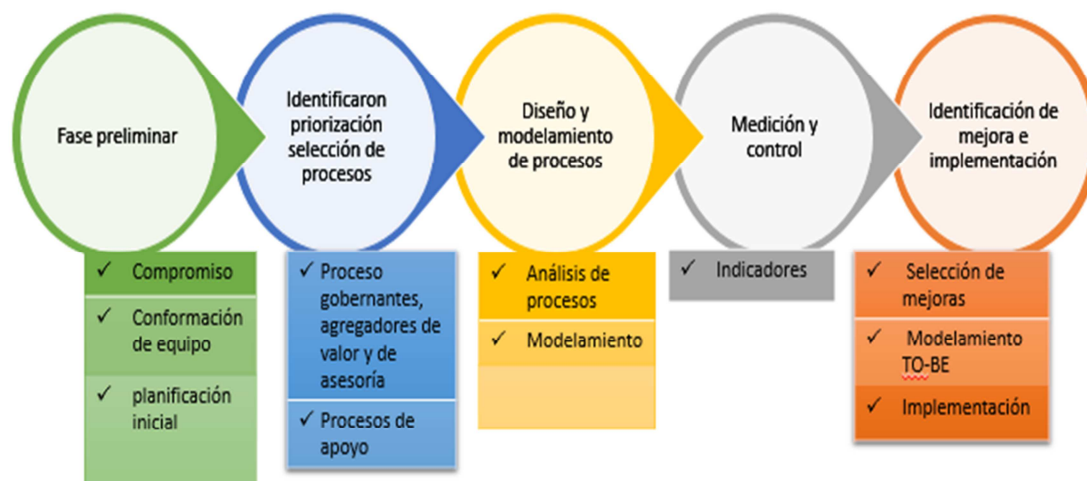 Fase preliminar
Identificaron
priorización
selección de
procesos
Diseño y
modelamiento
de procesos
Medición y
control
Identificación de
mejora e
implementación
✓ Compromiso
✓ Conformación
de equipo
✓ planificación
inicial
✓ Proceso
gobernantes,
agregadores de
valor y de
asesoría
✓ Procesos de
apoyo
✓ Análisis de
procesos
✓ Modelamiento
✓ Indicadores
✓ Selección de
mejoras
✓ Modelamiento
TO-BE
✓ Implementación